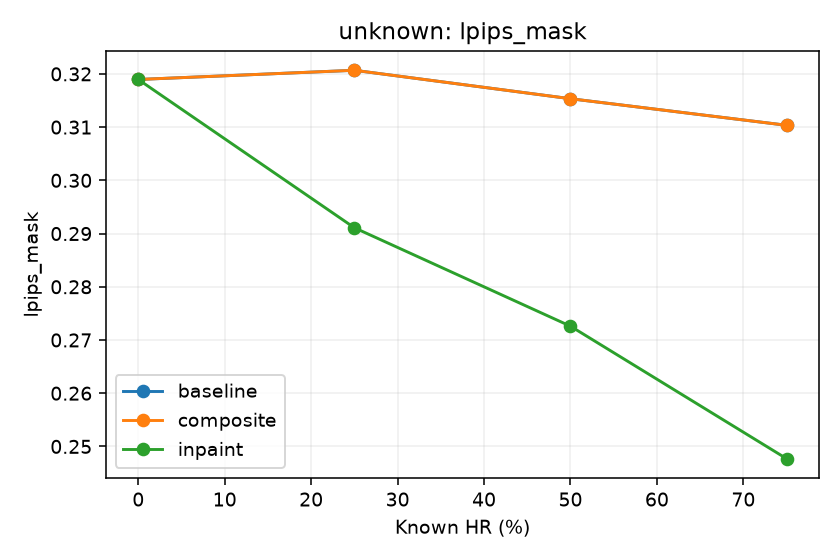 unknown: lpips_mask
lpips_mask
0.32
0.31
0.30
0.29
0.28
0.27
0.26
0.25
baseline
composite
inpaint
0 10 20 30 40 50 60 70
Known HR (%)